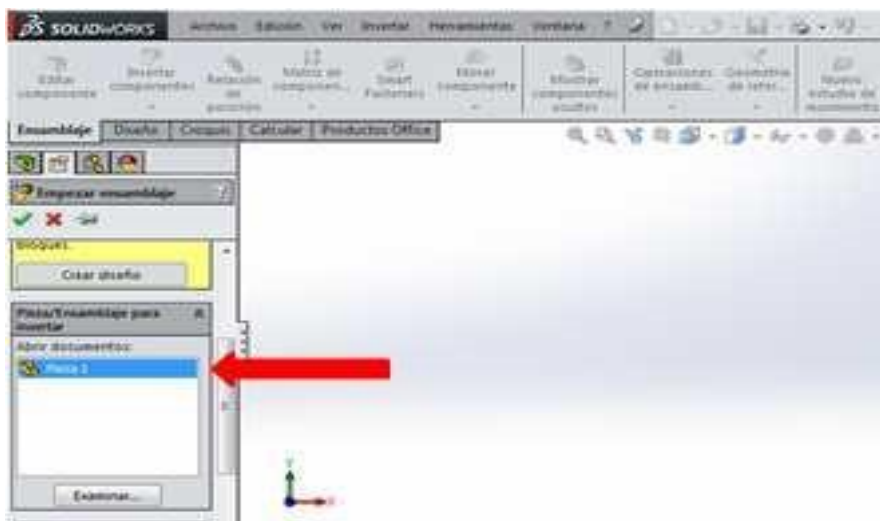 SOLIDWORKS Archivo Edición Ver Insertar Herramientas Ventana ?
Editar componente
Insertar componentes
Relación de posición
Matriz de componen...
Smart Fasteners
Mover componente
Mostrar componentes ocultos
Operaciones de ensamb...
Geometría de refer...
Nuevo estudio de movimiento
Ensamblaje Diseño Croquis Calcular Productos Office
Empezar ensamblaje ?
bloques.
Crear diseño
Pieza/Ensamblaje para
insertar
Abrir documentos:
Pieza 1
Examinar...
Y
X